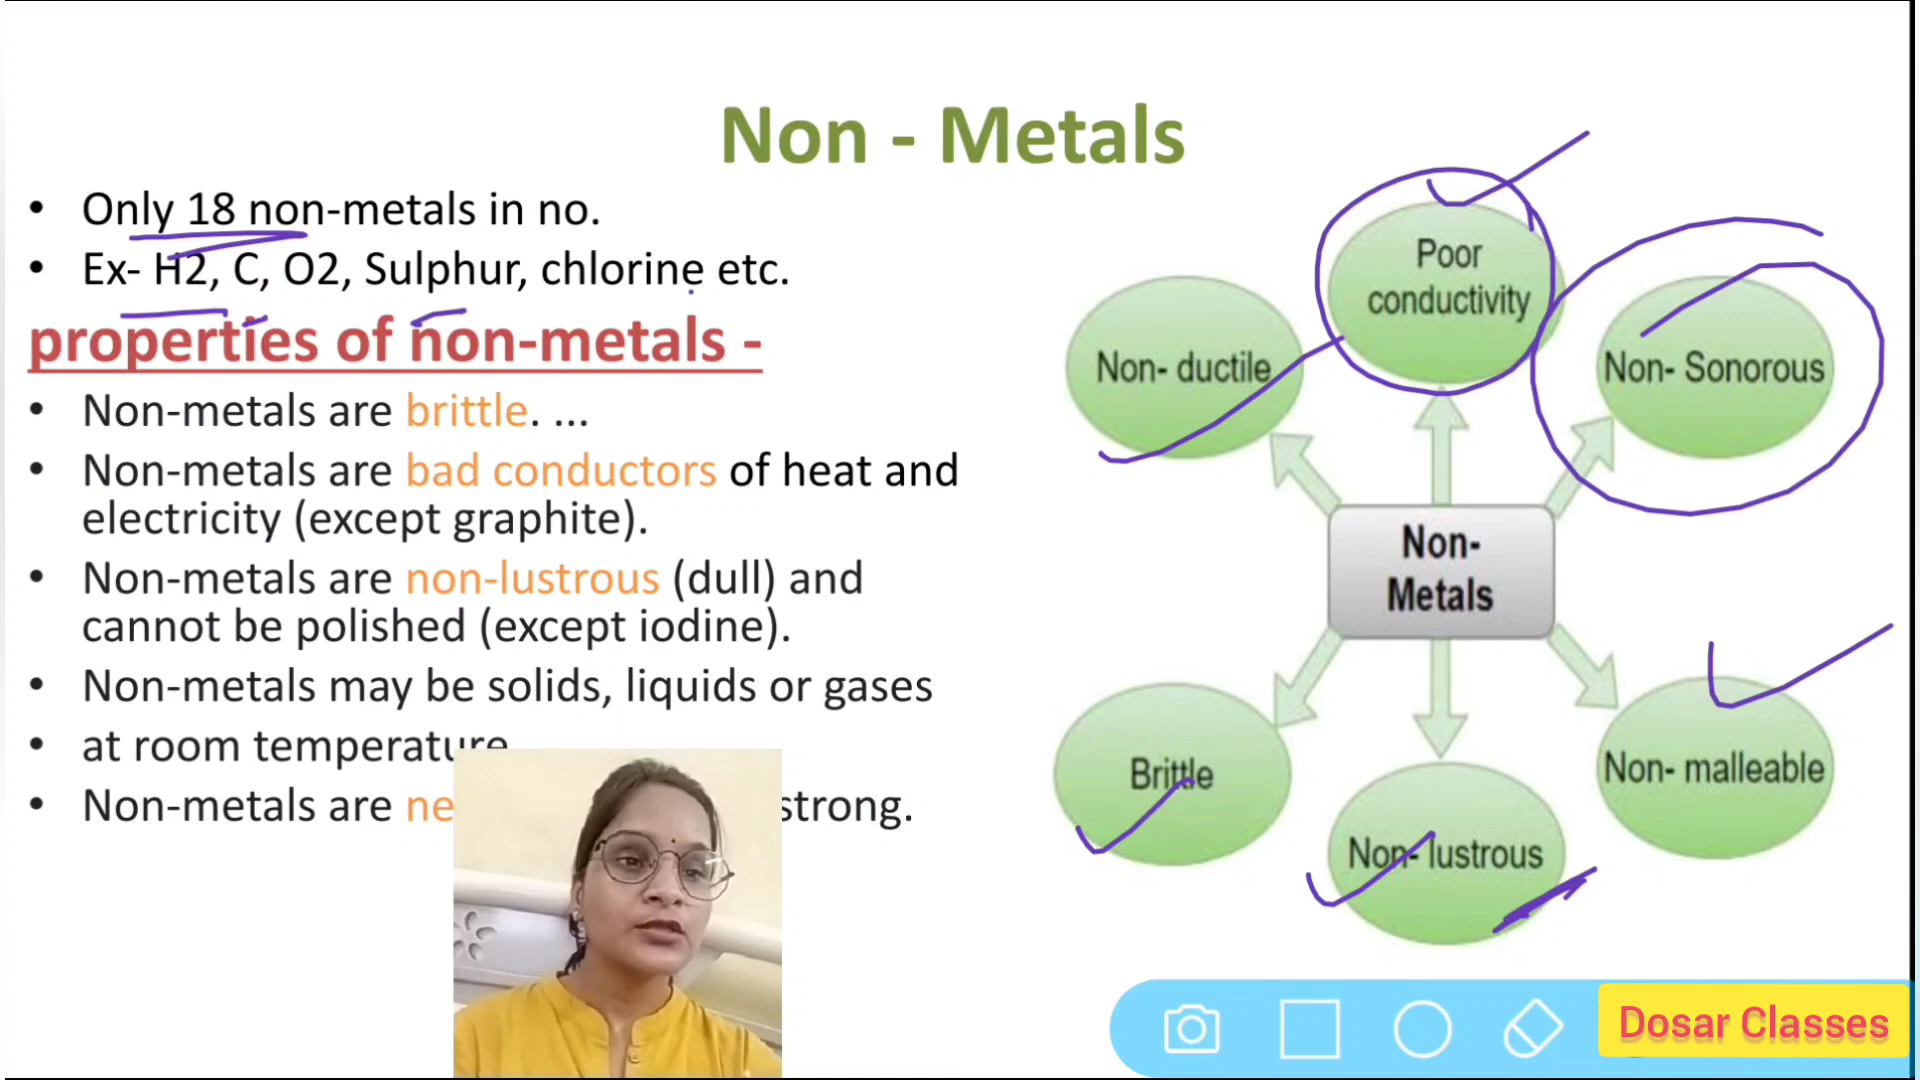 Non - Metals
• Only 18 non-metals in no.
• Ex- H2, C, O2, Sulphur, chlorine etc.
properties of non-metals -
• Non-metals are brittle. ...
• Non-metals are bad conductors of heat and
electricity (except graphite).
• Non-metals are non-lustrous (dull) and
cannot be polished (except iodine).
• Non-metals may be solids, liquids or gases
• at room temperature
• Non-metals are strong.
Poor
conductivity
Non- ductile
Non- Sonorous
Non-
Metals
Brittle
Non- lustrous
Non- malleable
Dosar Classes